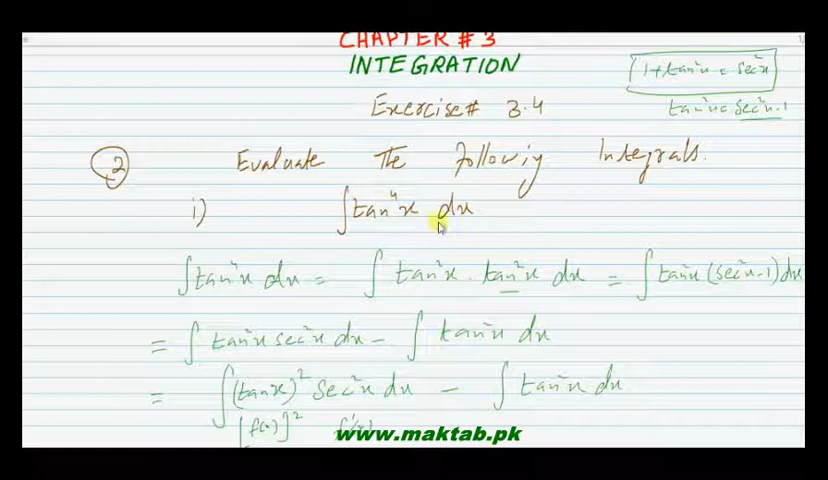 CHAPTER # 3
INTEGRATION
1+tan²x = sec²x
tan²x = sec²x-1
Exercise# 3.4
Q2 Evaluate The following Integrals.
i) ∫tan⁴x dx
∫tan⁴x dx = ∫ tan²x . tan²x dx = ∫ tan²x (sec²x-1) dx
= ∫ tan²x sec²x dx - ∫ tan²x dx
= ∫ (tanx)² sec²x dx - ∫ tan²x dx
[f(x)]² f'(x)
www.maktab.pk